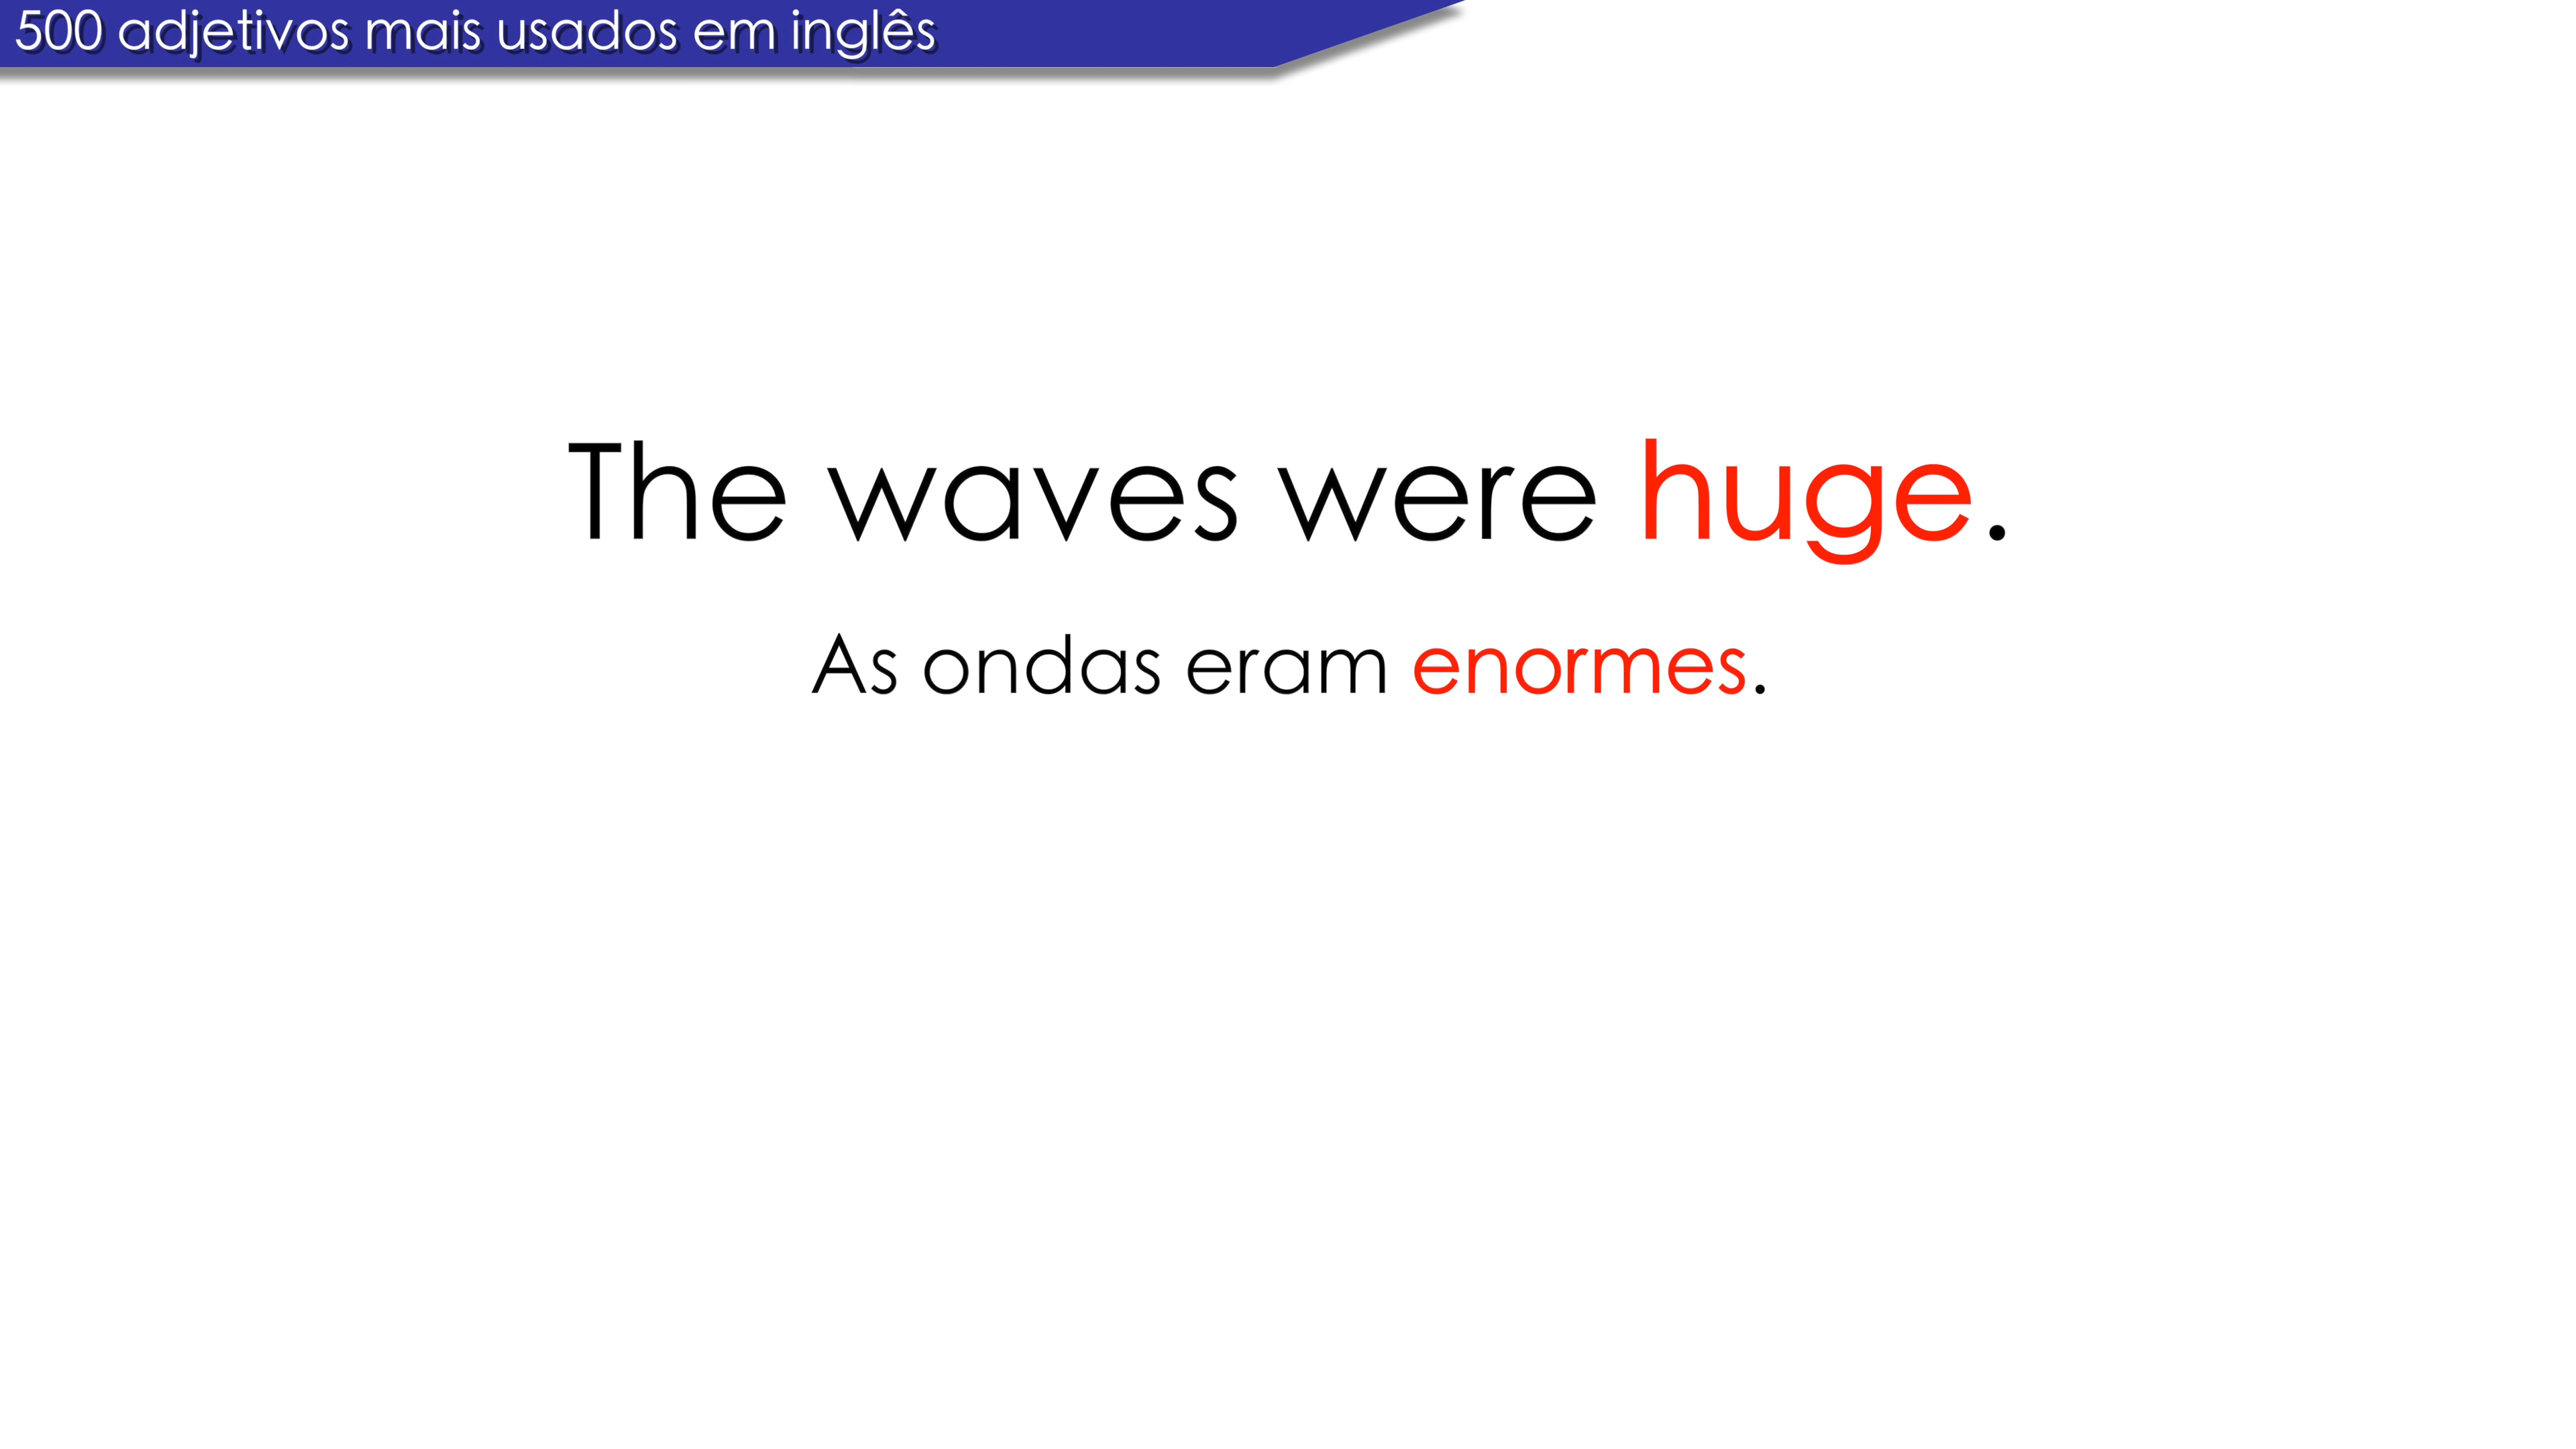 500 adjetivos mais usados em inglês
The waves were huge.
As ondas eram enormes.